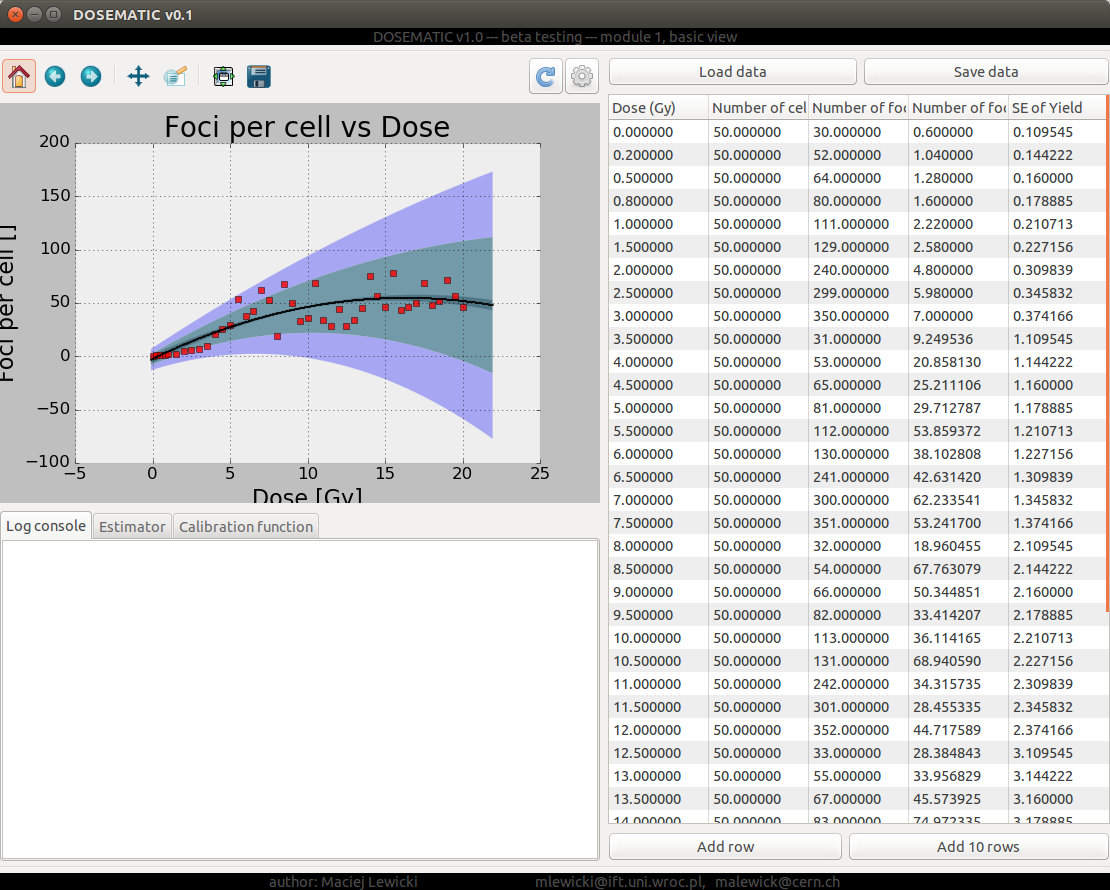 DOSEMATIC v0.1
DOSEMATIC v1.0 — beta testing — module 1, basic view
Load data
Save data
Foci per cell vs Dose
Foci per cell []
200
150
100
50
0
−50
−100
−5 0 5 10 15 20 25
Dose [Gy]
Log console Estimator Calibration function
Dose (Gy) Number of cel Number of foc Number of foc SE of Yield
0.000000 50.000000 30.000000 0.600000 0.109545
0.200000 50.000000 52.000000 1.040000 0.144222
0.500000 50.000000 64.000000 1.280000 0.160000
0.800000 50.000000 80.000000 1.600000 0.178885
1.000000 50.000000 111.000000 2.220000 0.210713
1.500000 50.000000 129.000000 2.580000 0.227156
2.000000 50.000000 240.000000 4.800000 0.309839
2.500000 50.000000 299.000000 5.980000 0.345832
3.000000 50.000000 350.000000 7.000000 0.374166
3.500000 50.000000 31.000000 9.249536 1.109545
4.000000 50.000000 53.000000 20.858130 1.144222
4.500000 50.000000 65.000000 25.211106 1.160000
5.000000 50.000000 81.000000 29.712787 1.178885
5.500000 50.000000 112.000000 53.859372 1.210713
6.000000 50.000000 130.000000 38.102808 1.227156
6.500000 50.000000 241.000000 42.631420 1.309839
7.000000 50.000000 300.000000 62.233541 1.345832
7.500000 50.000000 351.000000 53.241700 1.374166
8.000000 50.000000 32.000000 18.960455 2.109545
8.500000 50.000000 54.000000 67.763079 2.144222
9.000000 50.000000 66.000000 50.344851 2.160000
9.500000 50.000000 82.000000 33.414207 2.178885
10.000000 50.000000 113.000000 36.114165 2.210713
10.500000 50.000000 131.000000 68.940590 2.227156
11.000000 50.000000 242.000000 34.315735 2.309839
11.500000 50.000000 301.000000 28.455335 2.345832
12.000000 50.000000 352.000000 44.717589 2.374166
12.500000 50.000000 33.000000 28.384843 3.109545
13.000000 50.000000 55.000000 33.956829 3.144222
13.500000 50.000000 67.000000 45.573925 3.160000
14.000000 50.000000 83.000000 74.972335 3.178885
Add row
Add 10 rows
author: Maciej Lewicki mlewicki@ift.uni.wroc.pl, malewick@cern.ch